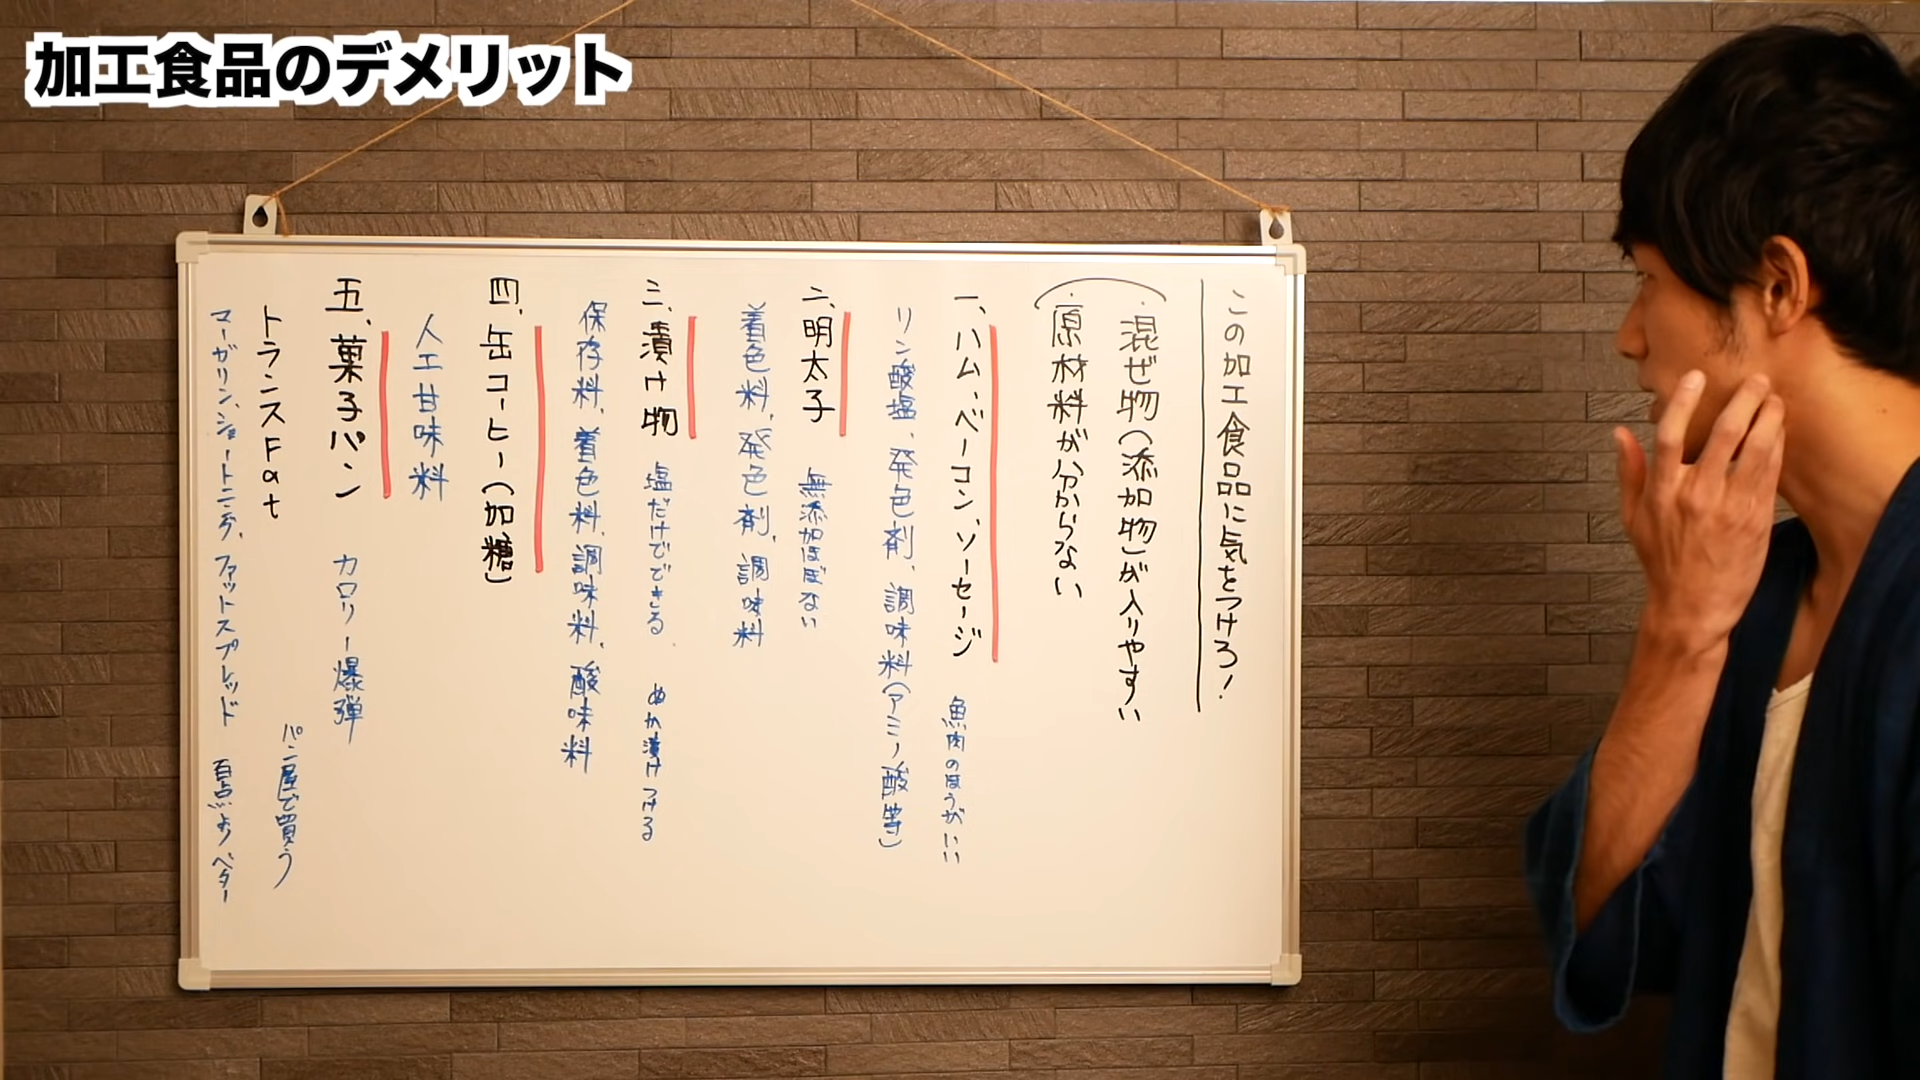 加工食品のデメリット
この加工食品に気をつけろ！
・混ぜ物（添加物）が入りやすい
・原材料が分からない
一、ハム、ベーコン、ソーセージ
魚肉のほうがいい
リン酸塩、発色剤、調味料（アミノ酸等）
二、明太子
無添加ほぼない
着色料、発色剤、調味料
三、漬け物
塩だけでできる
ぬか漬けつける
保存料、着色料、調味料、酸味料
四、缶コーヒー（加糖）
人工甘味料
五、菓子パン
カロリー爆弾
トランスFat
パン屋で買う
マーガリン、ショートニング、ファットスプレッド
百点よりベター